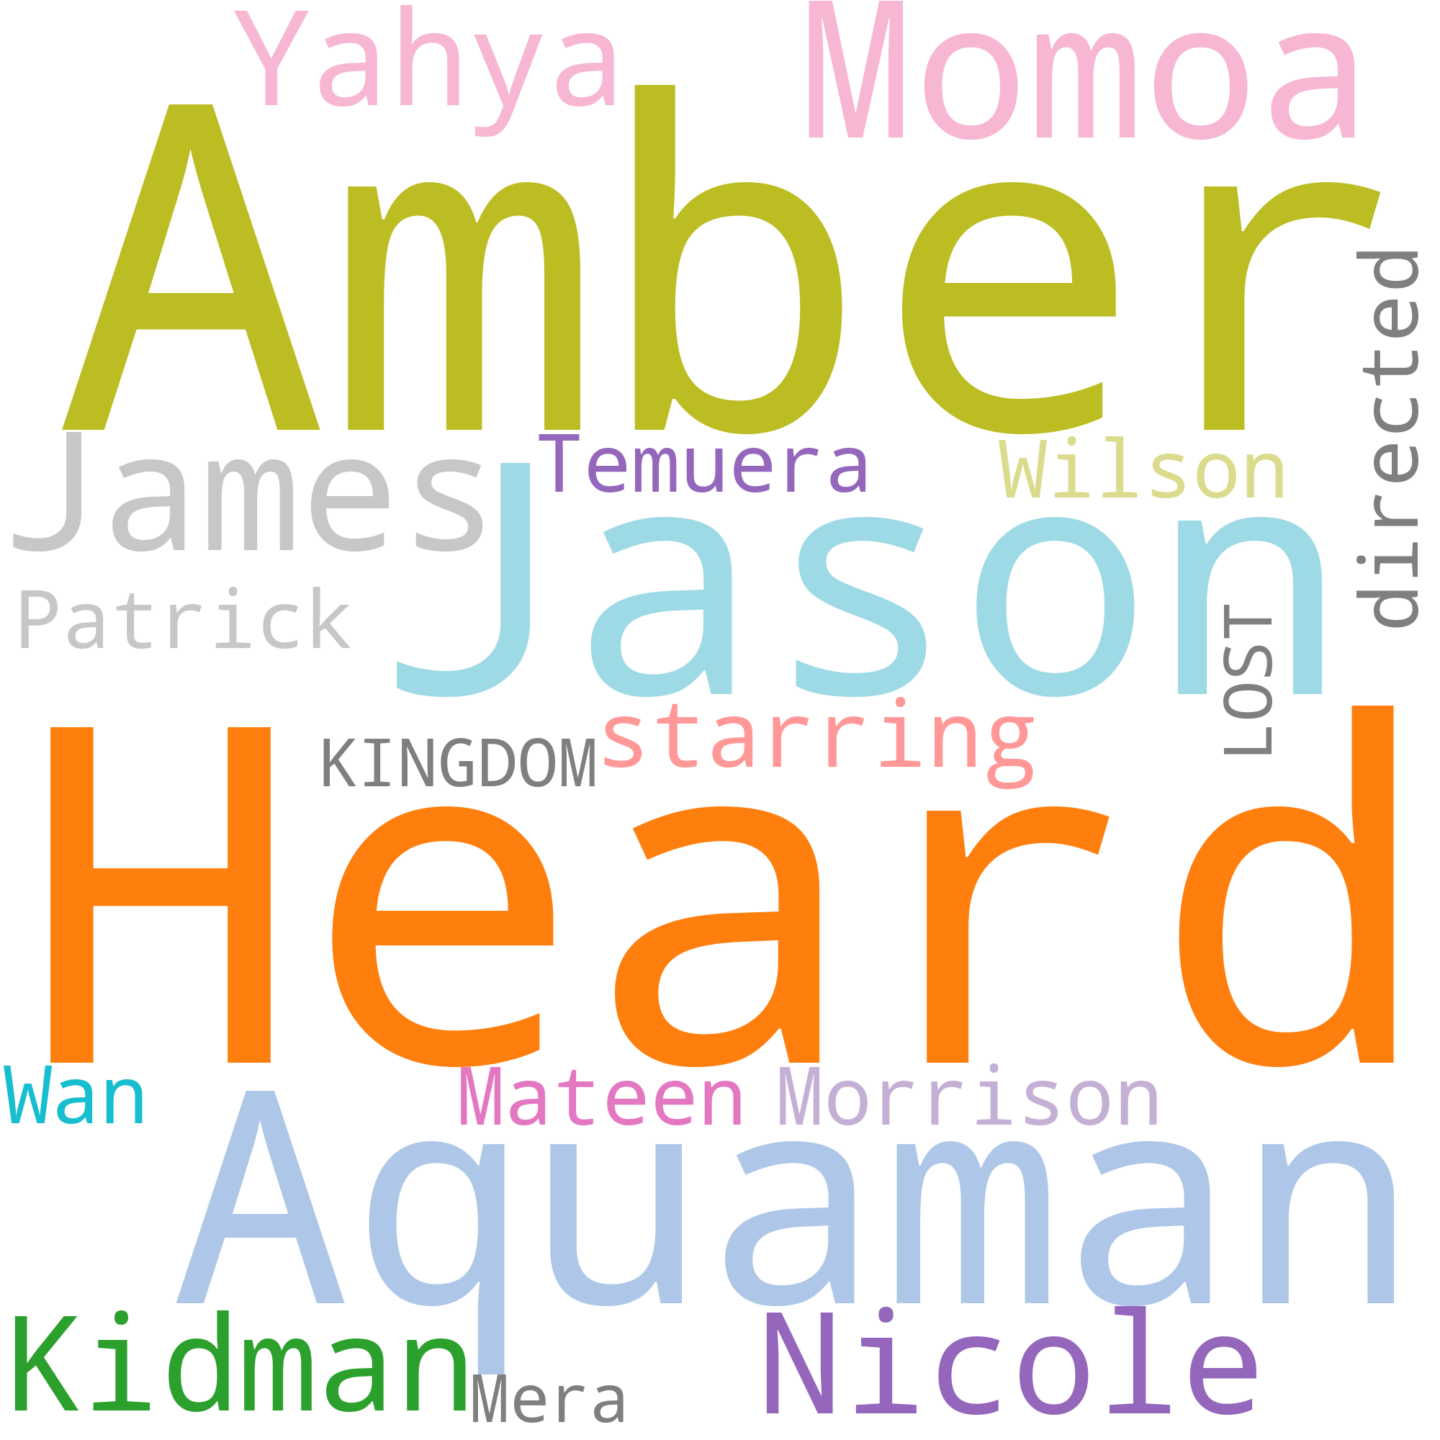 Yahya
Momoa
Amber
directed
James
Temuera
Wilson
Jason
Patrick
LOST
starring
KINGDOM
Heard
Wan
Mateen
Morrison
Aquaman
Kidman
Nicole
Mera